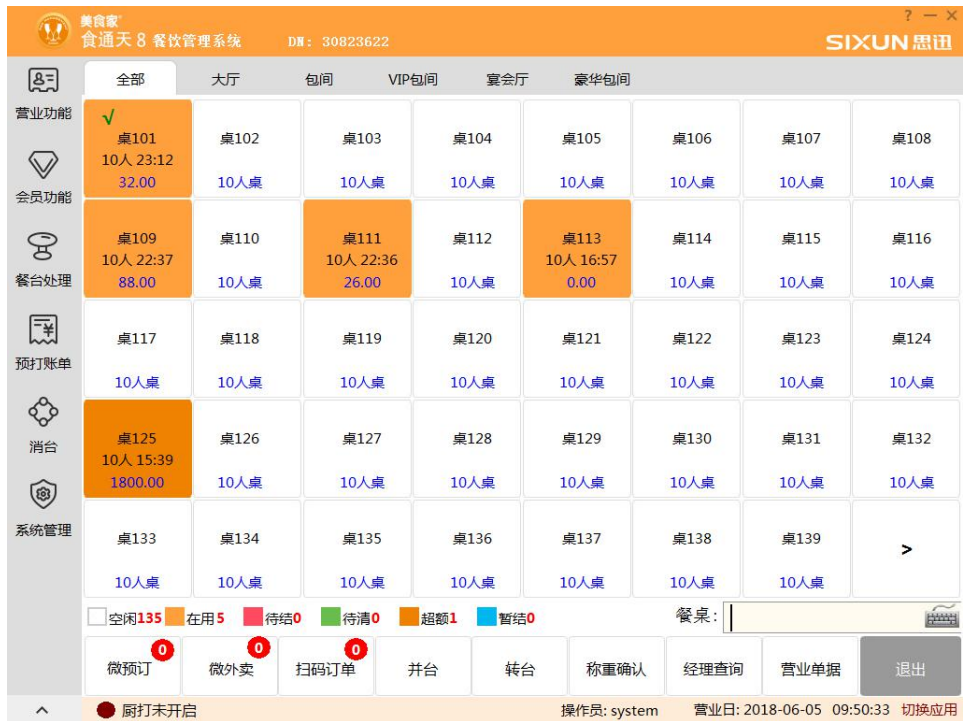 美食家
食通天 8 餐饮管理系统 DN: 30823622
? — ×
SIXUN思迅
营业功能
会员功能
餐台处理
预打账单
消台
系统管理
全部 大厅 包间 VIP包间 宴会厅 豪华包间
√
桌101 桌102 桌103 桌104 桌105 桌106 桌107 桌108
10人 23:12
32.00 10人桌 10人桌 10人桌 10人桌 10人桌 10人桌 10人桌
桌109 桌110 桌111 桌112 桌113 桌114 桌115 桌116
10人 22:37 10人 22:36 10人 16:57
88.00 10人桌 26.00 10人桌 0.00 10人桌 10人桌 10人桌
桌117 桌118 桌119 桌120 桌121 桌122 桌123 桌124
10人桌 10人桌 10人桌 10人桌 10人桌 10人桌 10人桌 10人桌
桌125 桌126 桌127 桌128 桌129 桌130 桌131 桌132
10人 15:39
1800.00 10人桌 10人桌 10人桌 10人桌 10人桌 10人桌 10人桌
桌133 桌134 桌135 桌136 桌137 桌138 桌139 >
10人桌 10人桌 10人桌 10人桌 10人桌 10人桌 10人桌
空闲135 在用5 待结0 待清0 超额1 暂结0 餐桌:
0 0 0
微预订 微外卖 扫码订单 并台 转台 称重确认 经理查询 营业单据 退出
厨打未开启 操作员: system 营业日: 2018-06-05 09:50:33 切换应用